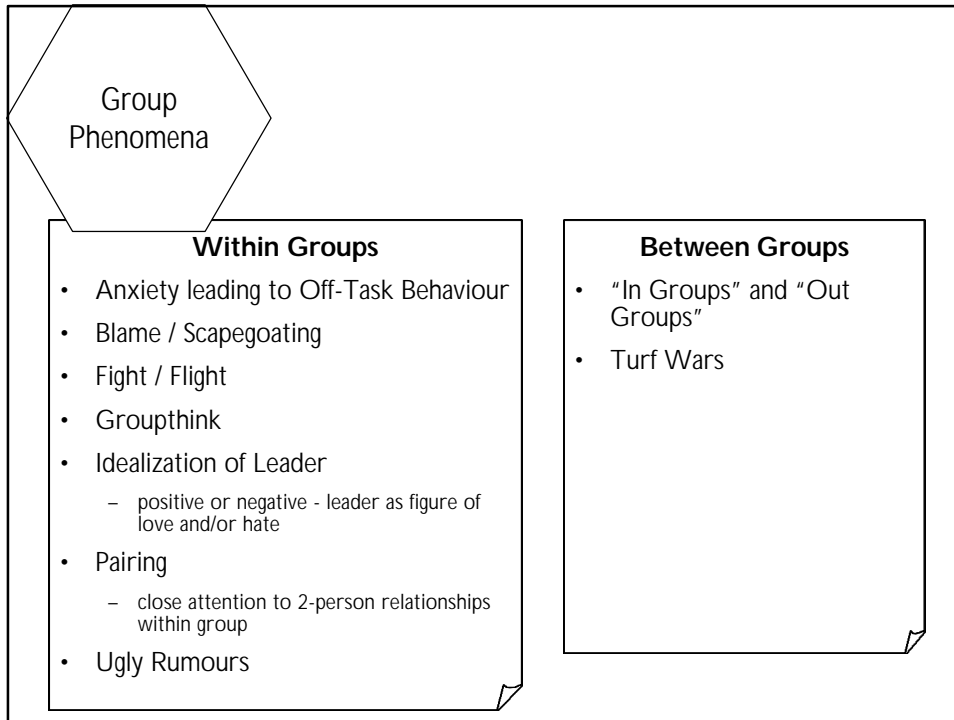 Group
Phenomena
Within Groups
• Anxiety leading to Off-Task Behaviour
• Blame / Scapegoating
• Fight / Flight
• Groupthink
• Idealization of Leader
– positive or negative - leader as figure of
love and/or hate
• Pairing
– close attention to 2-person relationships
within group
• Ugly Rumours
Between Groups
• "In Groups" and "Out
Groups"
• Turf Wars